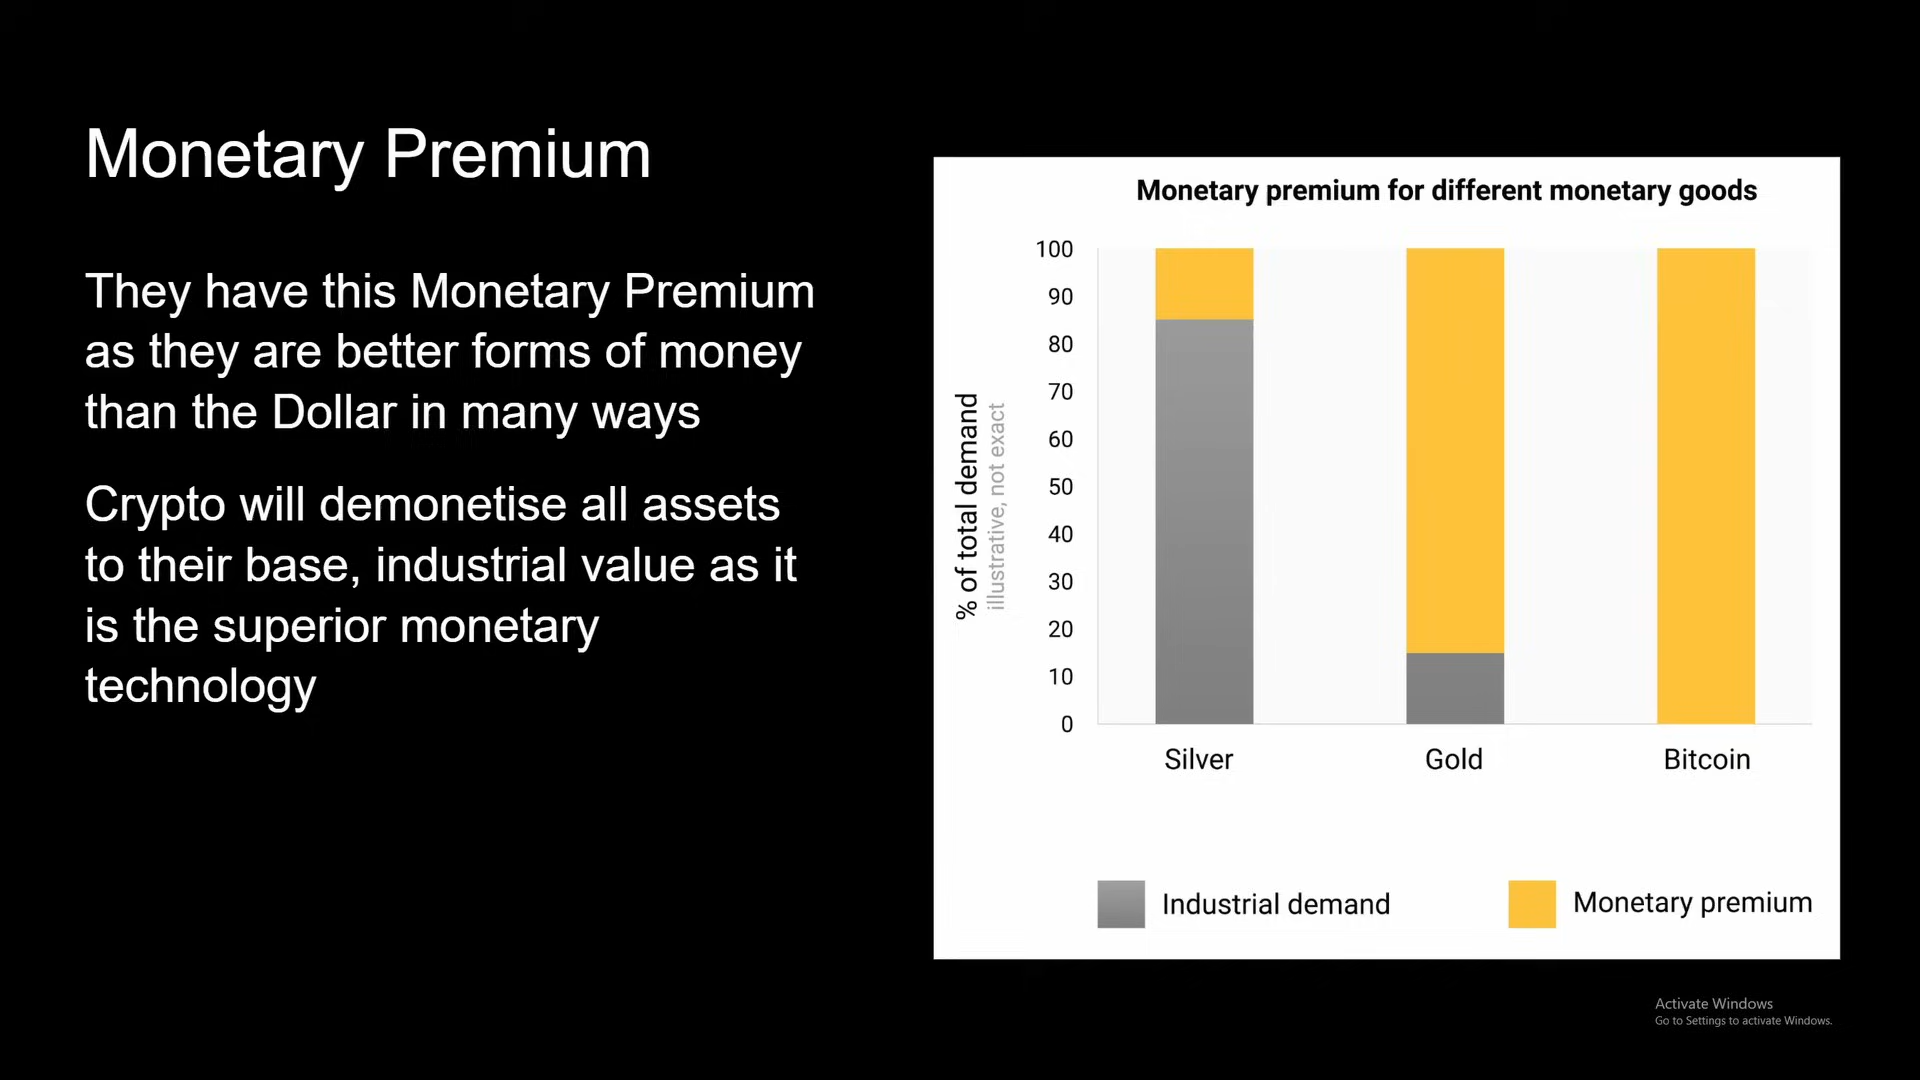 Monetary Premium
They have this Monetary Premium
as they are better forms of money
than the Dollar in many ways
Crypto will demonetise all assets
to their base, industrial value as it
is the superior monetary
technology
Monetary premium for different monetary goods
% of total demand
illustrative, not exact
100
90
80
70
60
50
40
30
20
10
0
Silver Gold Bitcoin
Industrial demand Monetary premium
Activate Windows
Go to Settings to activate Windows.